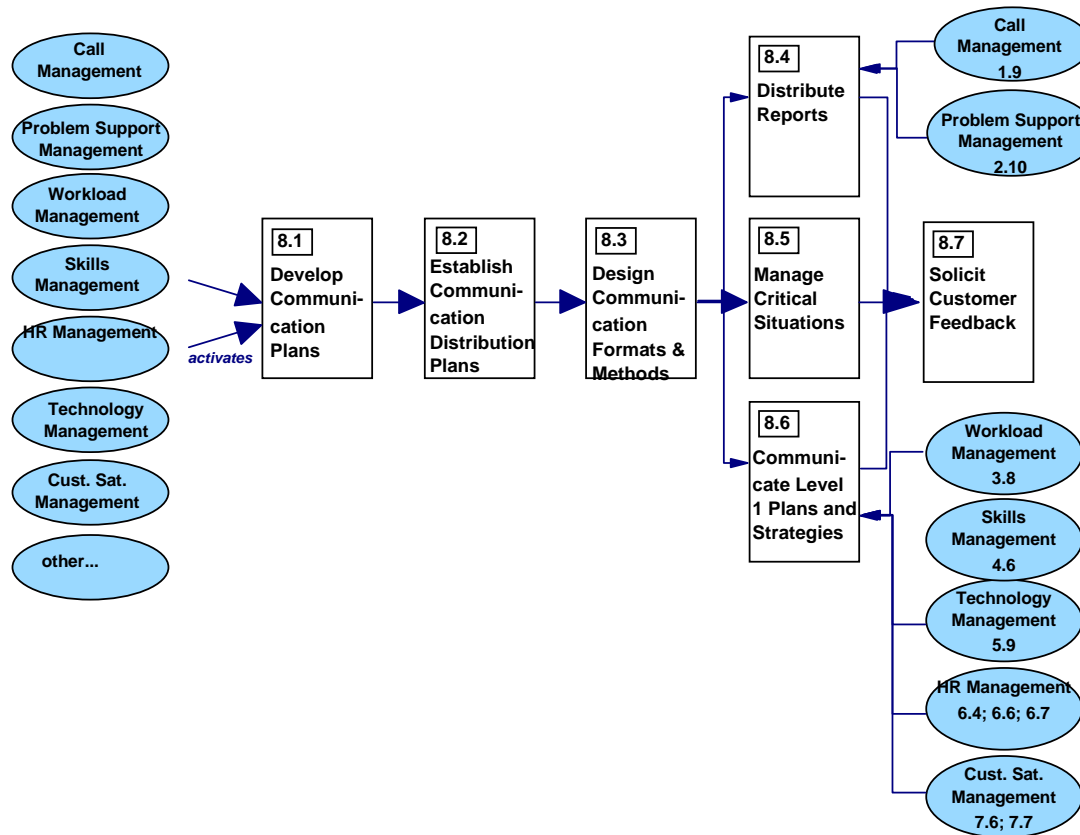 Call
Management
Problem Support
Management
Workload
Management
Skills
Management
HR Management
activates
Technology
Management
Cust. Sat.
Management
other...
8.1
Develop
Communi-
cation
Plans
8.2
Establish
Communi-
cation
Distribution
Plans
8.3
Design
Communi-
cation
Formats &
Methods
8.4
Distribute
Reports
8.5
Manage
Critical
Situations
8.6
Communi-
cate Level
1 Plans and
Strategies
8.7
Solicit
Customer
Feedback
Call
Management
1.9
Problem Support
Management
2.10
Workload
Management
3.8
Skills
Management
4.6
Technology
Management
5.9
HR Management
6.4; 6.6; 6.7
Cust. Sat.
Management
7.6; 7.7